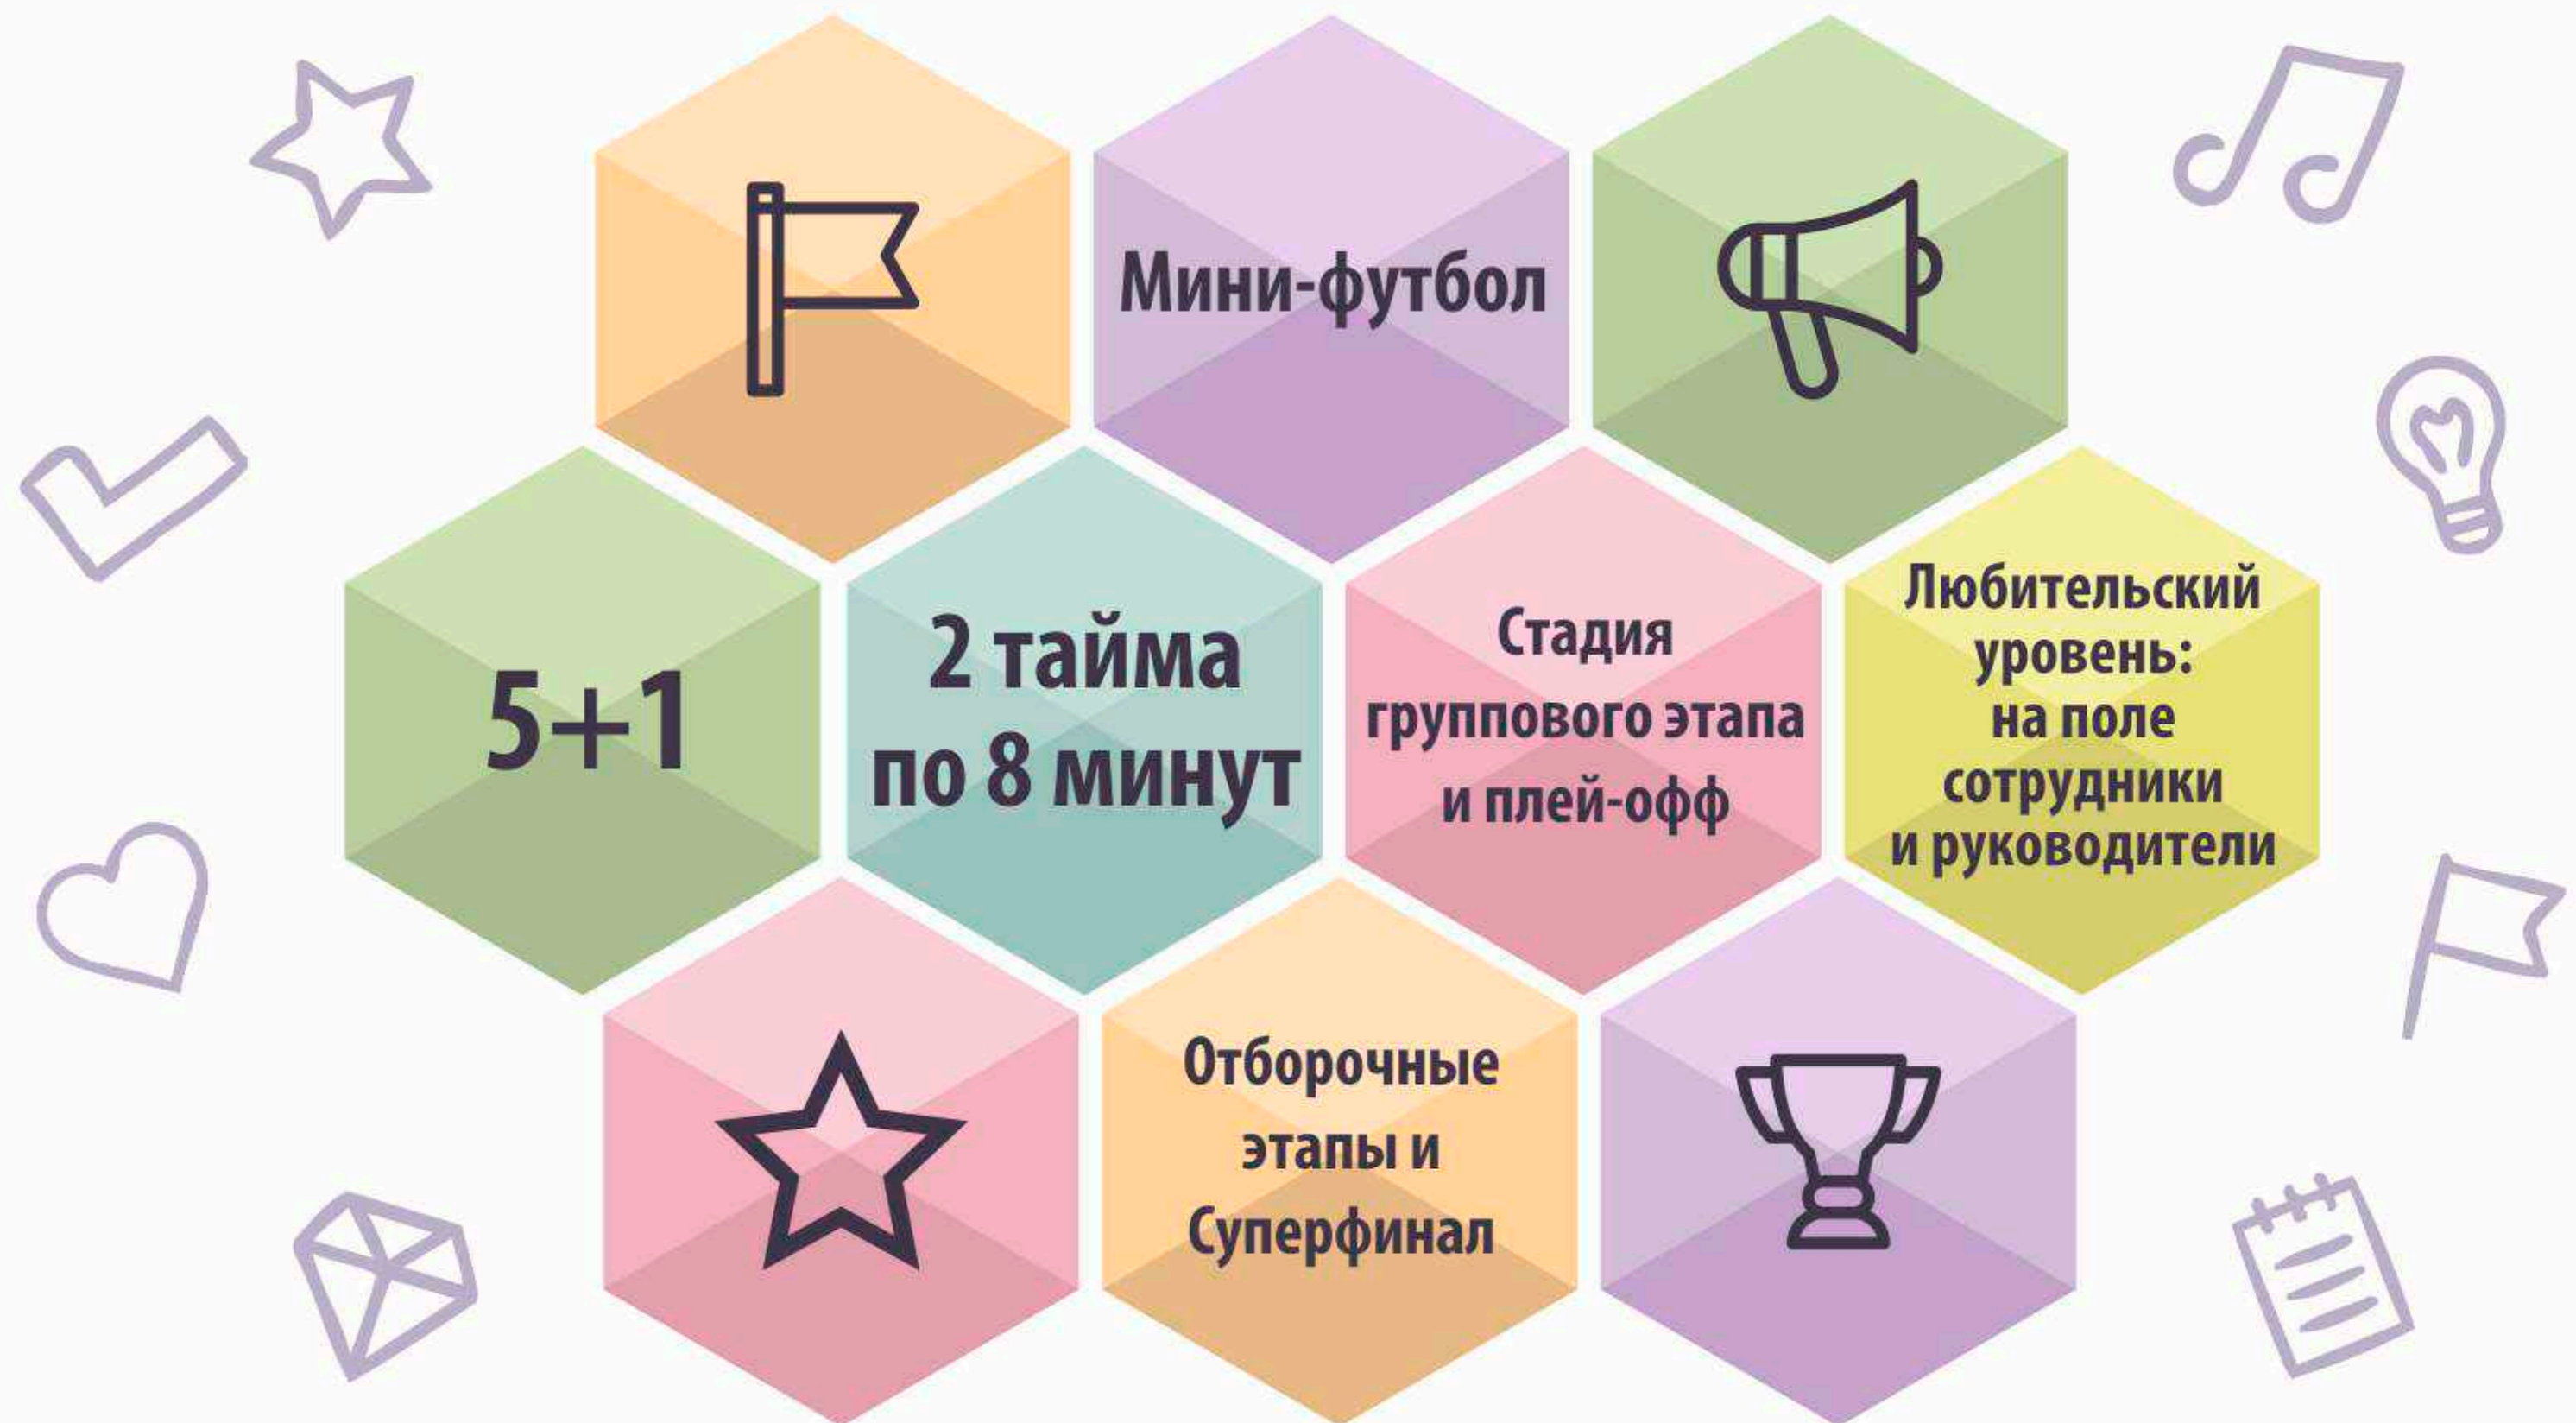 Мини-футбол
5+1
2 тайма
по 8 минут
Стадия
группового этапа
и плей-офф
Любительский
уровень:
на поле
сотрудники
и руководители
Отборочные
этапы и
Суперфинал